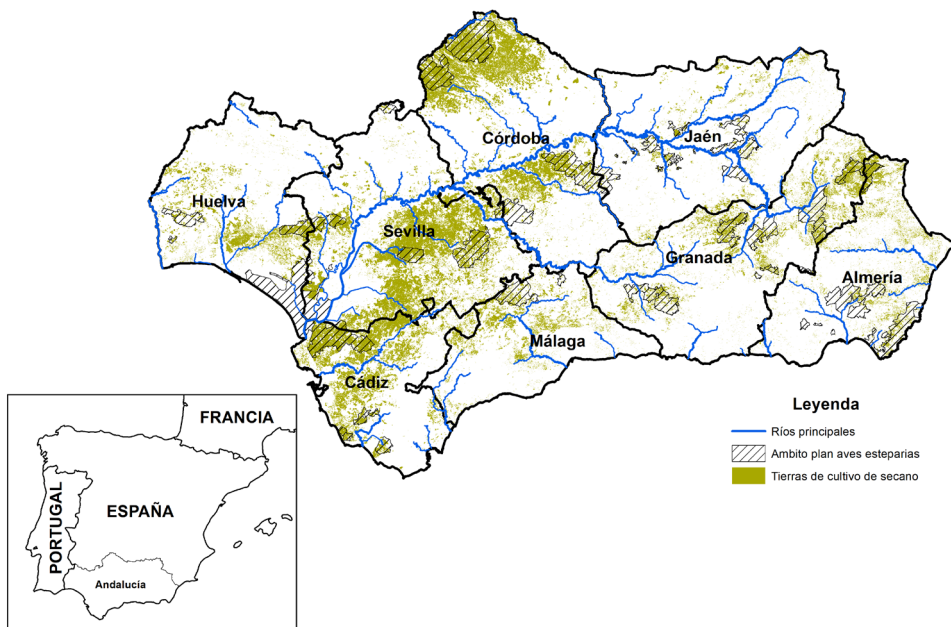 Córdoba
Jaén
Huelva
Sevilla
Granada
Almería
Málaga
Cádiz
Leyenda
Ríos principales
Ambito plan aves esteparias
Tierras de cultivo de secano
FRANCIA
PORTUGAL
ESPAÑA
Andalucía